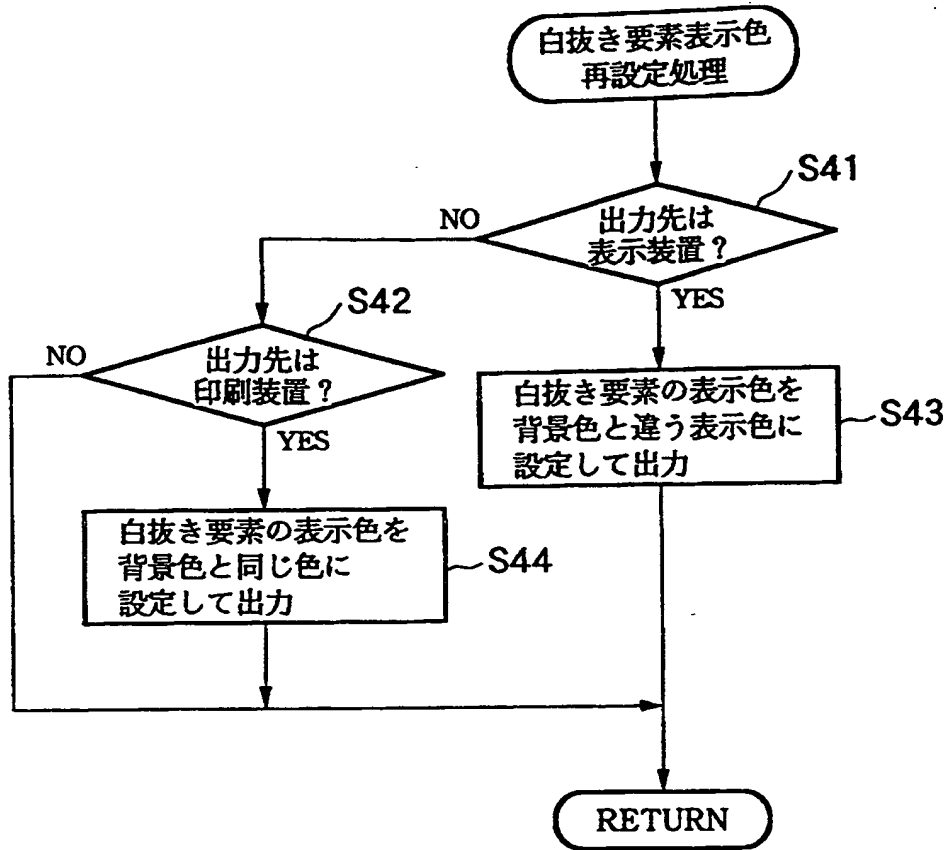 白抜き要素表示色
再設定処理
S41
出力先は
表示装置?
NO
YES
S42
出力先は
印刷装置?
NO
YES
白抜き要素の表示色を
背景色と違う表示色に
設定して出力
S43
白抜き要素の表示色を
背景色と同じ色に
設定して出力
S44
RETURN